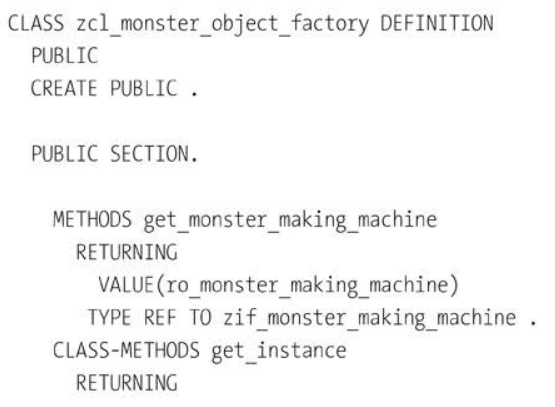 CLASS zcl_monster_object_factory DEFINITION
PUBLIC
CREATE PUBLIC .
PUBLIC SECTION.
METHODS get_monster_making_machine
RETURNING
VALUE(ro_monster_making_machine)
TYPE REF TO zif_monster_making_machine .
CLASS-METHODS get_instance
RETURNING